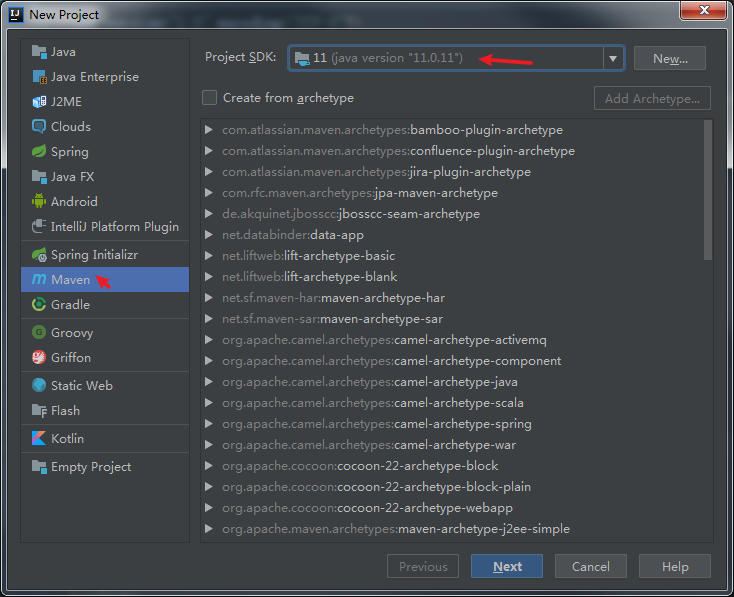 New Project
Java
Java Enterprise
J2ME
Clouds
Spring
Java FX
Android
IntelliJ Platform Plugin
Spring Initializr
Maven
Gradle
Groovy
Griffon
Static Web
Flash
Kotlin
Empty Project
Project SDK: 11 (java version "11.0.11") New...
Create from archetype Add Archetype...
com.atlassian.maven.archetypes:bamboo-plugin-archetype
com.atlassian.maven.archetypes:confluence-plugin-archetype
com.atlassian.maven.archetypes:jira-plugin-archetype
com.rfc.maven.archetypes:jpa-maven-archetype
de.akquinet.jbosscc:jbosscc-seam-archetype
net.databinder:data-app
net.liftweb:lift-archetype-basic
net.liftweb:lift-archetype-blank
net.sf.maven-har:maven-archetype-har
net.sf.maven-sar:maven-archetype-sar
org.apache.camel.archetypes:camel-archetype-activemq
org.apache.camel.archetypes:camel-archetype-component
org.apache.camel.archetypes:camel-archetype-java
org.apache.camel.archetypes:camel-archetype-scala
org.apache.camel.archetypes:camel-archetype-spring
org.apache.camel.archetypes:camel-archetype-war
org.apache.cocoon:cocoon-22-archetype-block
org.apache.cocoon:cocoon-22-archetype-block-plain
org.apache.cocoon:cocoon-22-archetype-webapp
org.apache.maven.archetypes:maven-archetype-j2ee-simple
Previous Next Cancel Help